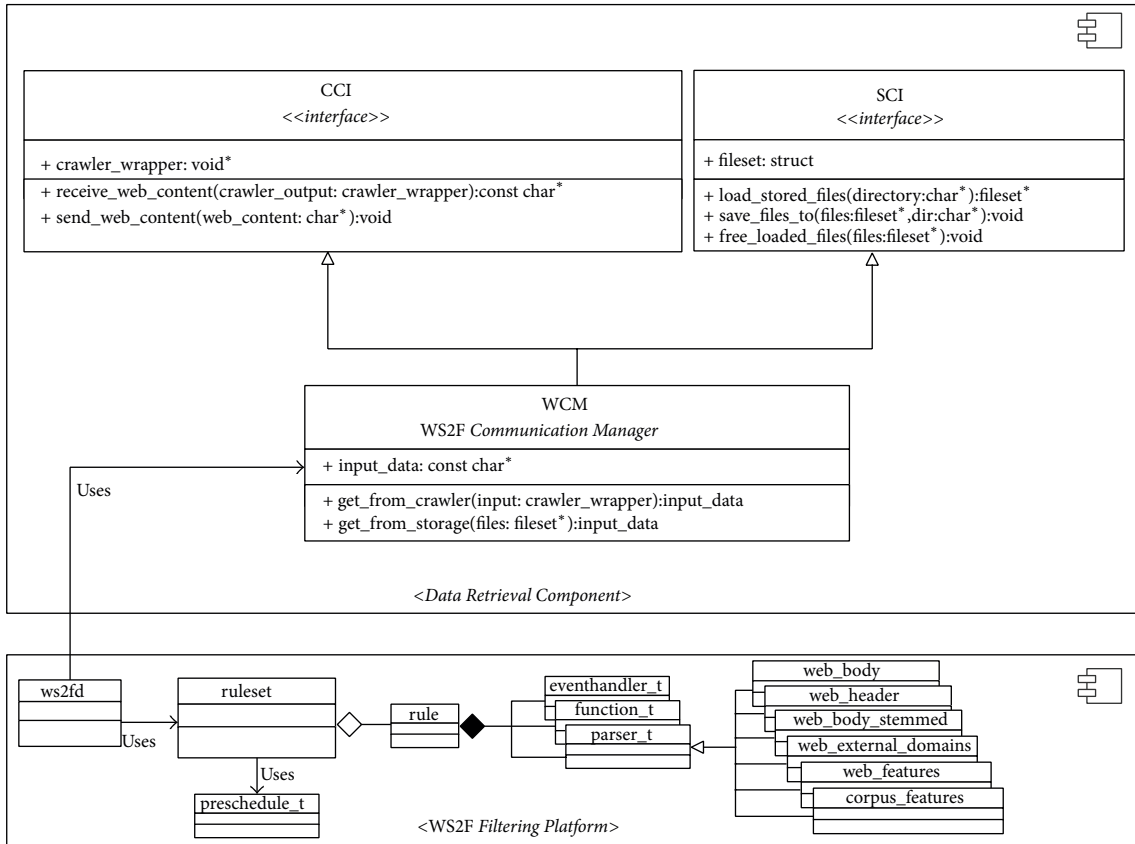 CCI
<<interface>>
+ crawler_wrapper: void*
+ receive_web_content(crawler_output: crawler_wrapper):const char*
+ send_web_content(web_content: char*):void
SCI
<<interface>>
+ fileset: struct
+ load_stored_files(directory:char*):fileset*
+ save_files_to(files:fileset*,dir:char*):void
+ free_loaded_files(files:fileset*):void
WCM
WS2F Communication Manager
+ input_data: const char*
+ get_from_crawler(input: crawler_wrapper):input_data
+ get_from_storage(files: fileset*):input_data
Uses
<Data Retrieval Component>
ws2fd
Uses
ruleset
Uses
preschedule_t
rule
eventhandler_t
function_t
parser_t
web_body
web_header
web_body_stemmed
web_external_domains
web_features
corpus_features
<WS2F Filtering Platform>